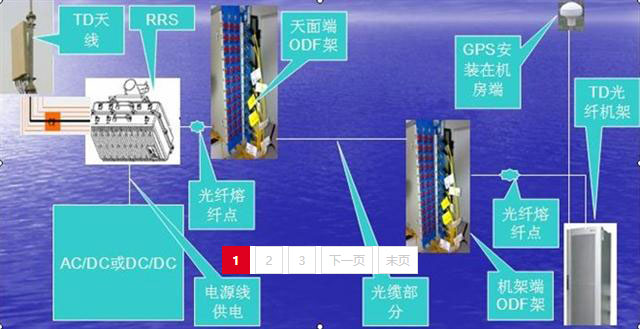 TD天
线
RRS
天面端
ODF架
GPS安
装在机
房端
TD光
纤机架
光纤熔
纤点
光纤熔
纤点
AC/DC或DC/DC
1 2 3 下一页 末页
电源线
供电
光缆部
分
机架端
ODF架